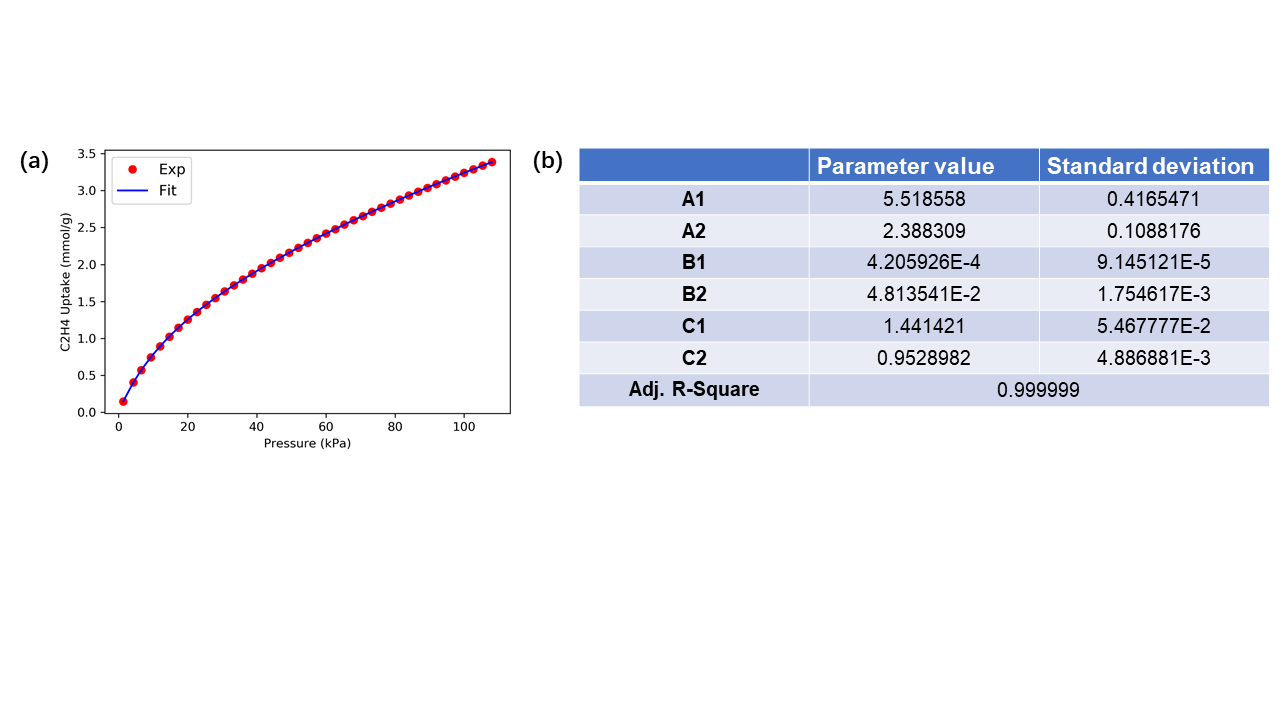 (a)
3.5
3.0
2.5
2.0
1.5
1.0
0.5
0.0
C2H4 Uptake (mmol/g)
Exp
Fit
0 20 40 60 80 100
Pressure (kPa)
(b)
Parameter value Standard deviation
A1 5.518558 0.4165471
A2 2.388309 0.1088176
B1 4.205926E-4 9.145121E-5
B2 4.813541E-2 1.754617E-3
C1 1.441421 5.467777E-2
C2 0.9528982 4.886881E-3
Adj. R-Square 0.999999